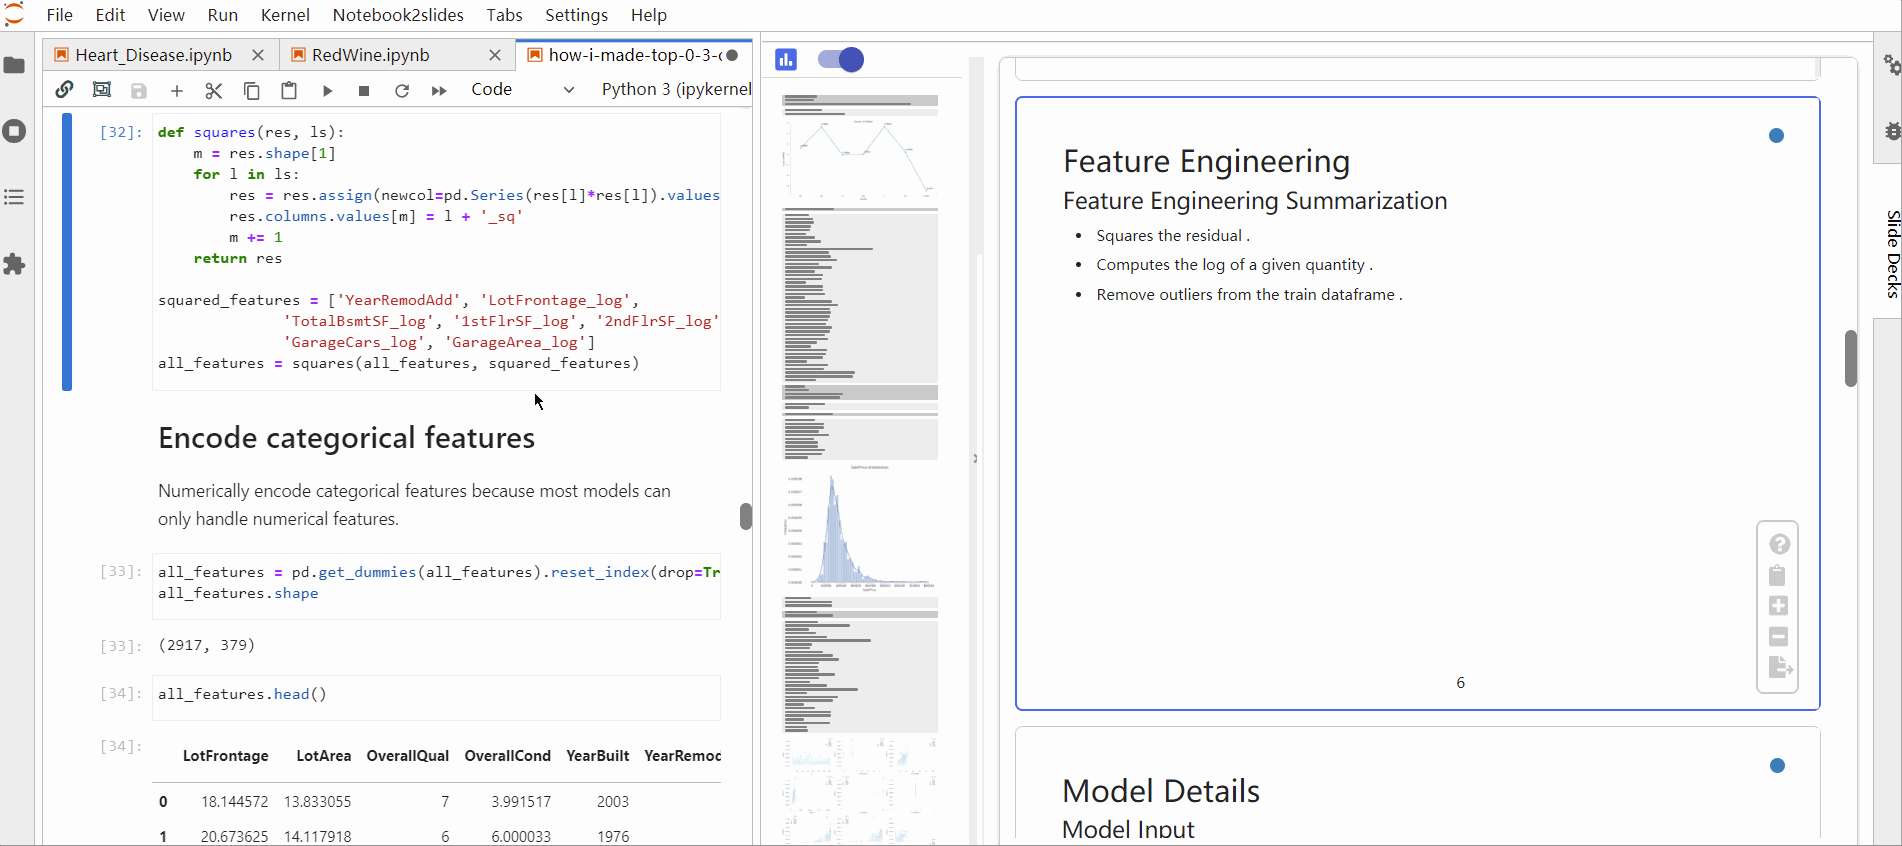 File Edit View Run Kernel Notebook2slides Tabs Settings Help
Heart_Disease.ipynb RedWine.ipynb how-i-made-top-0-3-c
Code Python 3 (ipykernel
[32]: def squares(res, ls):
m = res.shape[1]
for l in ls:
res = res.assign(newcol=pd.Series(res[l]*res[l]).values
res.columns.values[m] = l + '_sq'
m += 1
return res
squared_features = ['YearRemodAdd', 'LotFrontage_log',
'TotalBsmtSF_log', '1stFlrSF_log', '2ndFlrSF_log'
'GarageCars_log', 'GarageArea_log']
all_features = squares(all_features, squared_features)
Encode categorical features
Numerically encode categorical features because most models can
only handle numerical features.
[33]: all_features = pd.get_dummies(all_features).reset_index(drop=Tr
all_features.shape
[33]: (2917, 379)
[34]: all_features.head()
[34]: LotFrontage LotArea OverallQual OverallCond YearBuilt YearRemod
0 18.144572 13.833055 7 3.991517 2003
1 20.673625 14.117918 6 6.000033 1976
Feature Engineering
Feature Engineering Summarization
• Squares the residual .
• Computes the log of a given quantity .
• Remove outliers from the train dataframe .
6
Model Details
Model Input
Slide Decks